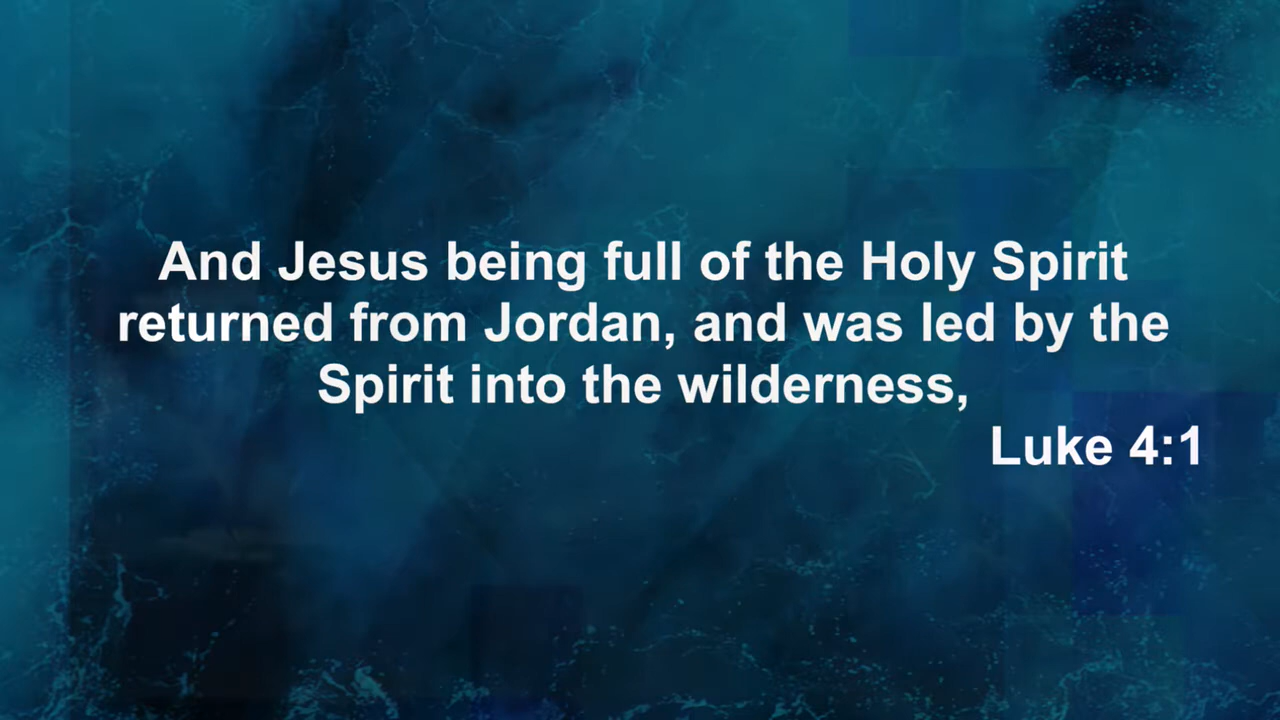 And Jesus being full of the Holy Spirit
returned from Jordan, and was led by the
Spirit into the wilderness,
Luke 4:1